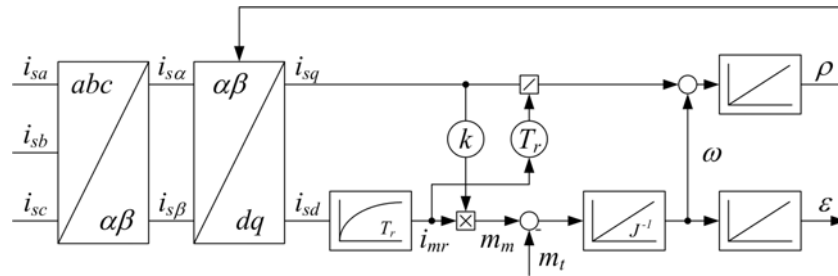 i_sa abc i_sα αβ i_sq ρ
i_sb k T_r ω
i_sc αβ i_sβ dq i_sd T_r i_mr m_m - m_t J^-1 ε